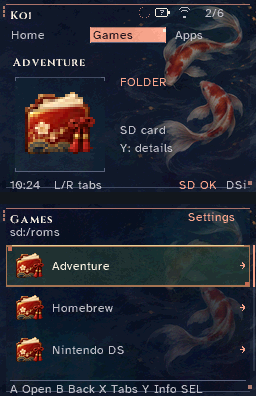 Koi 2/6
Home Games Apps
Adventure
FOLDER
SD card
Y: details
10:24 L/R tabs SD OK DSi
Games Settings
sd:/roms
Adventure
Homebrew
Nintendo DS
A Open B Back X Tabs Y Info SEL